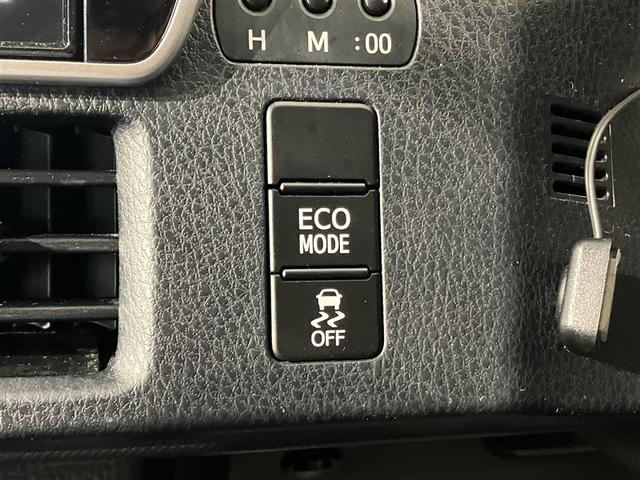 H M :00
ECO
MODE
OFF